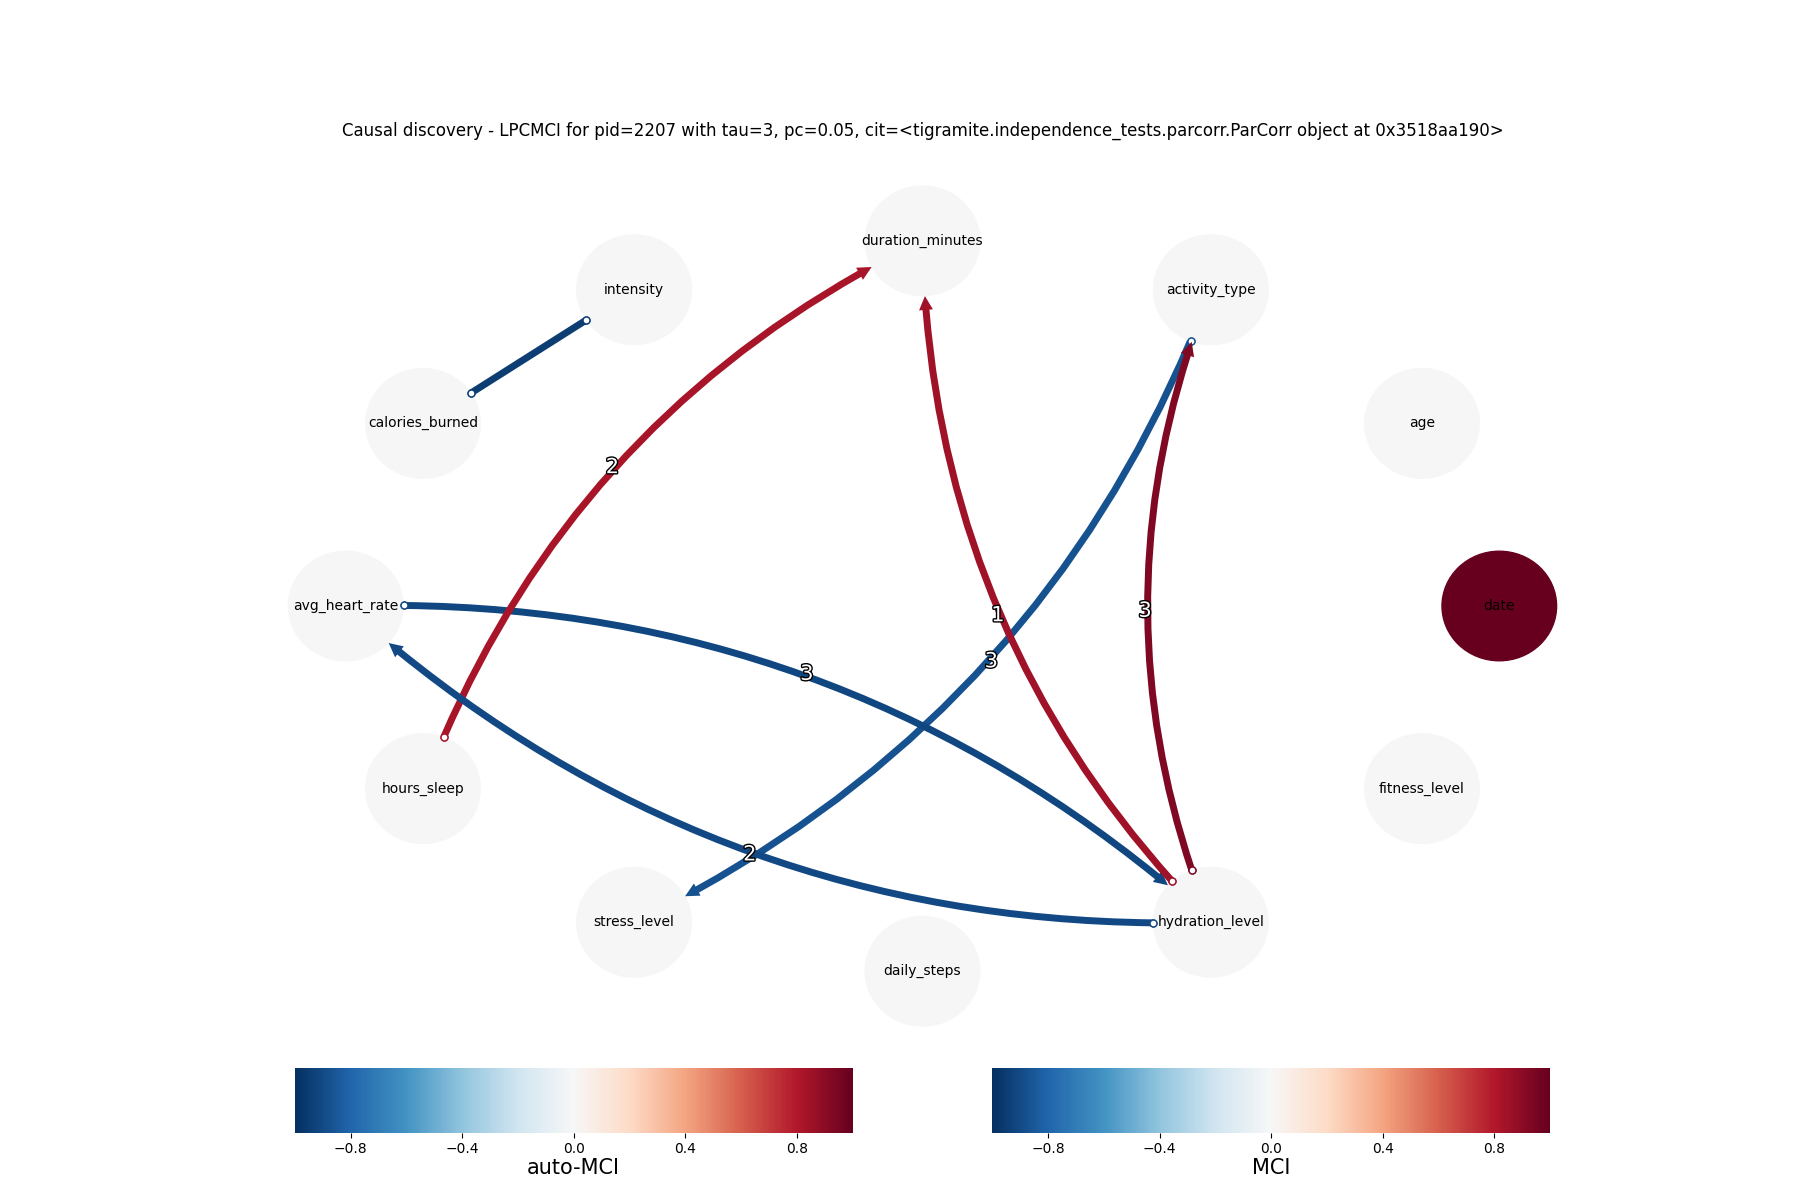 Causal discovery - LPCMCI for pid=2207 with tau=3, pc=0.05, cit=<tigramite.independence_tests.parcorr.ParCorr object at 0x3518aa190>
duration_minutes
intensity
activity_type
calories_burned
age
2
avg_heart_rate
date
1
3
3
3
hours_sleep
fitness_level
2
stress_level
hydration_level
daily_steps
−0.8 −0.4 0.0 0.4 0.8
auto-MCI
−0.8 −0.4 0.0 0.4 0.8
MCI